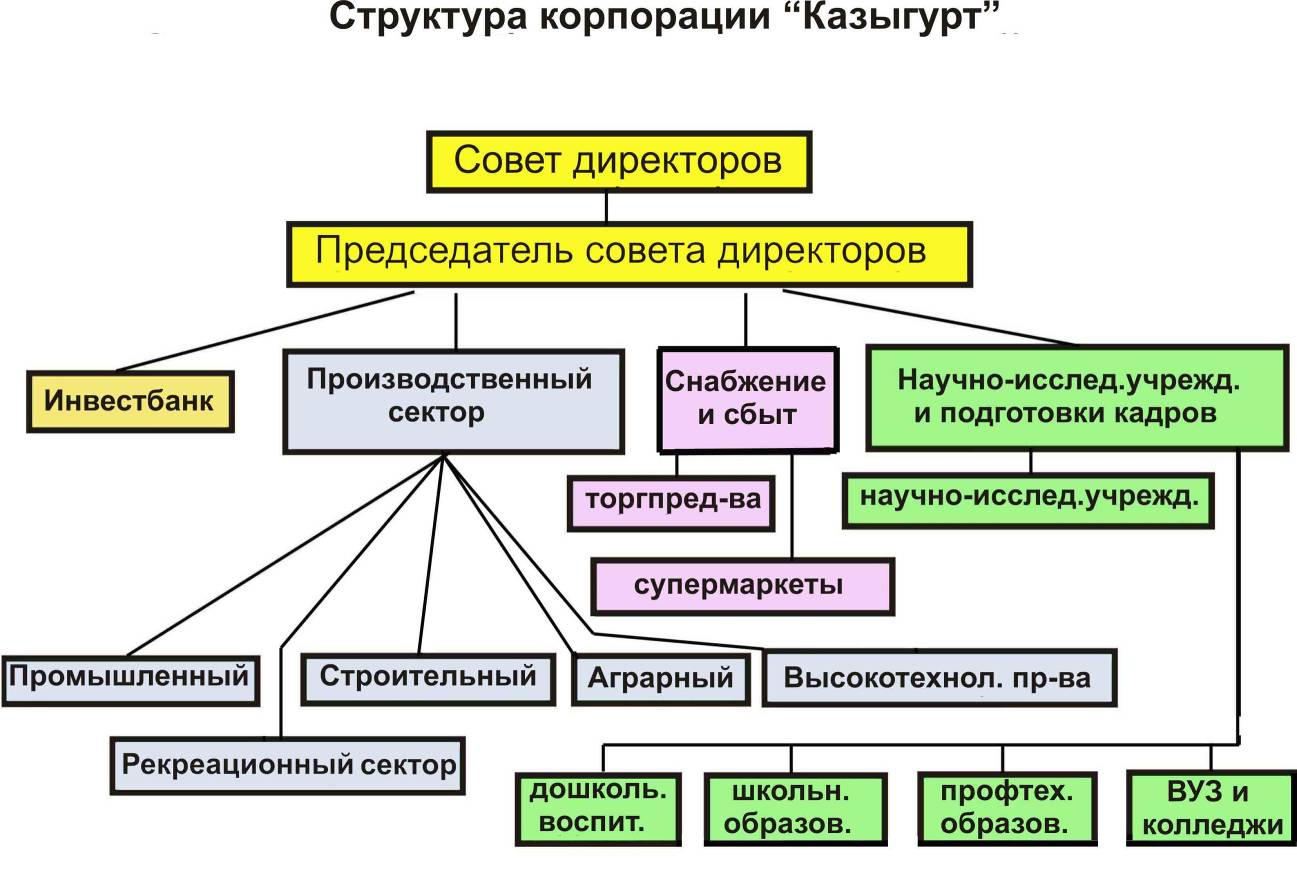 Структура корпорации “Казыгурт”
Совет директоров
Председатель совета директоров
Инвестбанк
Производственный
сектор
Снабжение
и сбыт
Научно-исслед.учрежд.
и подготовки кадров
торгпред-ва
научно-исслед.учрежд.
супермаркеты
Промышленный
Строительный
Аграрный
Высокотехнол. пр-ва
Рекреационный сектор
дошколь.
воспит.
школьн.
образов.
профтех.
образов.
ВУЗ и
колледжи